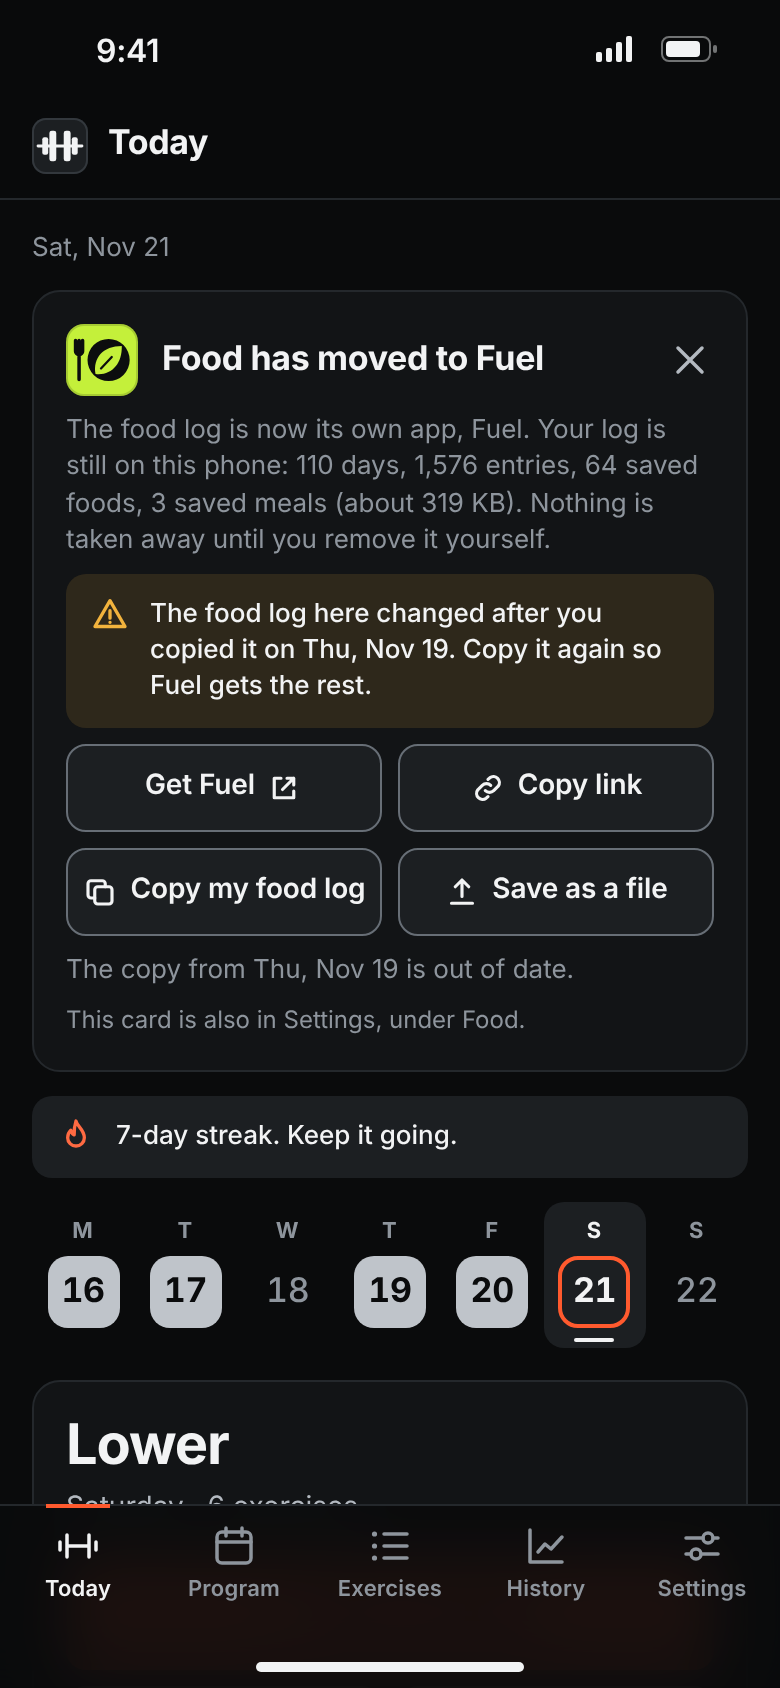 9:41
Today
Sat, Nov 21
Food has moved to Fuel
The food log is now its own app, Fuel. Your log is
still on this phone: 110 days, 1,576 entries, 64 saved
foods, 3 saved meals (about 319 KB). Nothing is
taken away until you remove it yourself.
The food log here changed after you
copied it on Thu, Nov 19. Copy it again so
Fuel gets the rest.
Get Fuel
Copy link
Copy my food log
Save as a file
The copy from Thu, Nov 19 is out of date.
This card is also in Settings, under Food.
7-day streak. Keep it going.
M T W T F S S
16 17 18 19 20 21 22
Lower
Saturday 6 exercises
Today
Program
Exercises
History
Settings